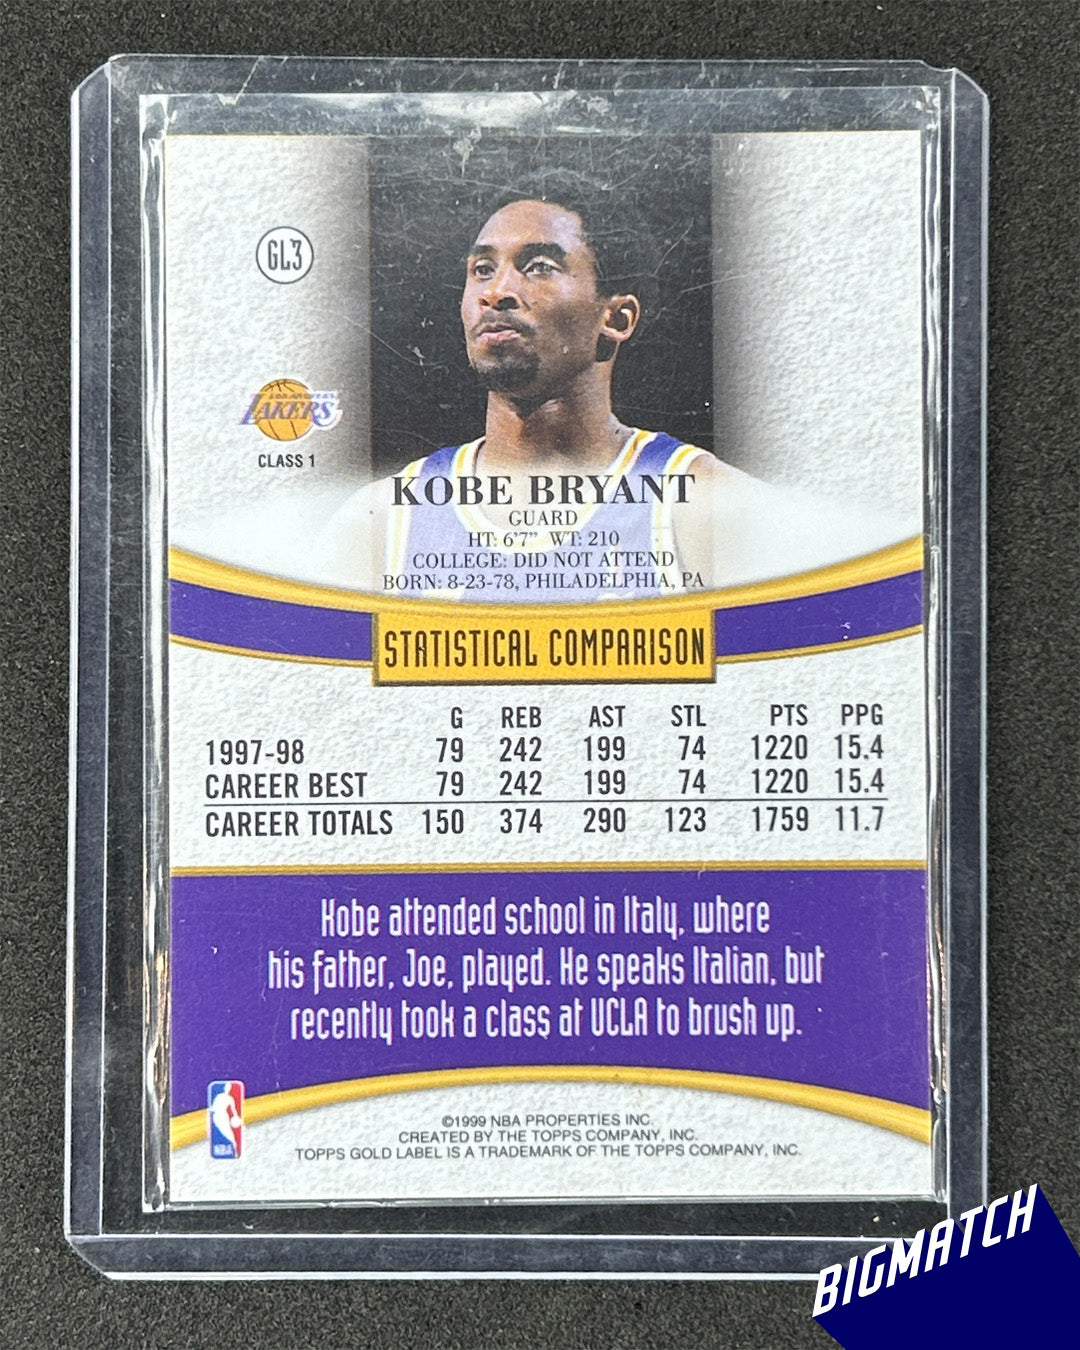 GL3
LOS ANGELES
LAKERS
CLASS 1
KOBE BRYANT
GUARD
HT: 6'7" WT: 210
COLLEGE: DID NOT ATTEND
BORN: 8-23-78, PHILADELPHIA, PA
STATISTICAL COMPARISON
G REB AST STL PTS PPG
1997-98 79 242 199 74 1220 15.4
CAREER BEST 79 242 199 74 1220 15.4
CAREER TOTALS 150 374 290 123 1759 11.7
Kobe attended school in Italy, where
his father, Joe, played. He speaks Italian, but
recently took a class at UCLA to brush up.
NBA
©1999 NBA PROPERTIES INC.
CREATED BY THE TOPPS COMPANY, INC.
TOPPS GOLD LABEL IS A TRADEMARK OF THE TOPPS COMPANY, INC.
BIGMATCH